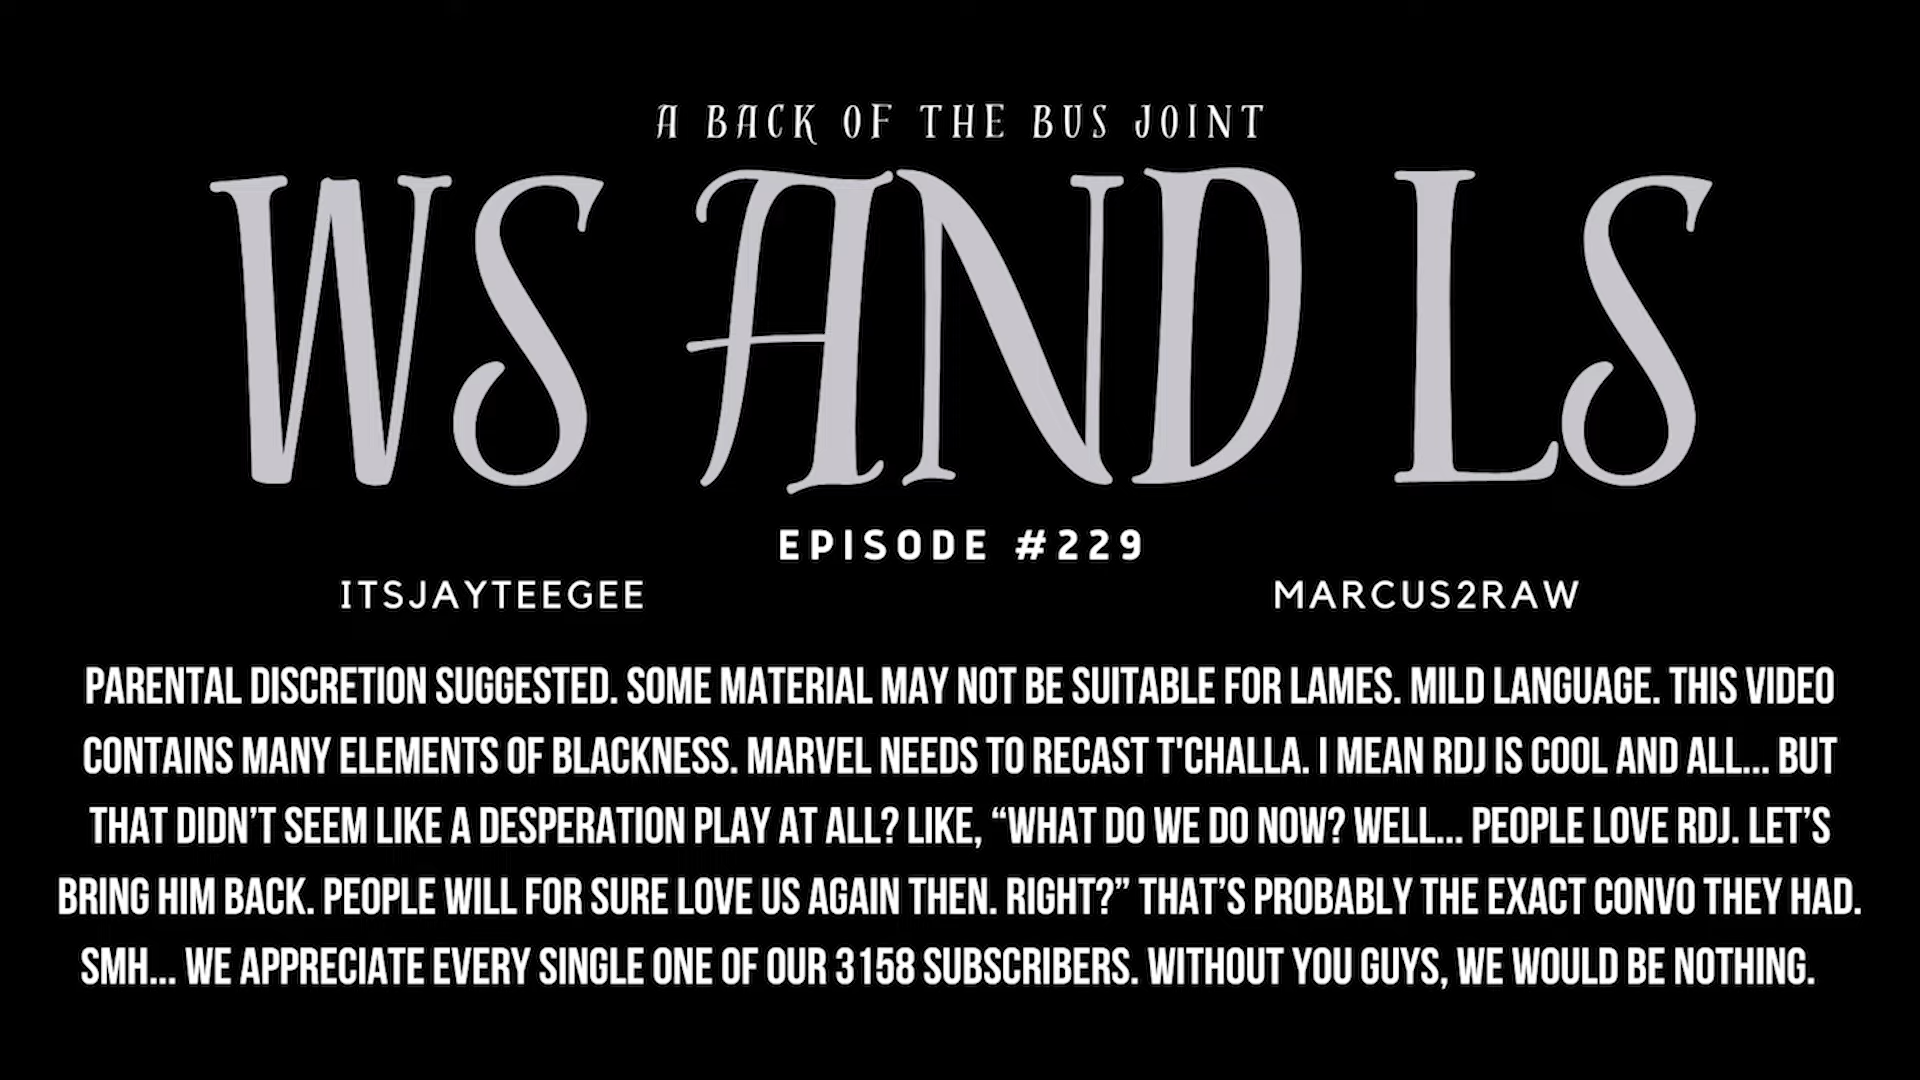 A BACK OF THE BUS JOINT
WS AND LS
EPISODE #229
ITSJAYTEEGEE MARCUS2RAW
PARENTAL DISCRETION SUGGESTED. SOME MATERIAL MAY NOT BE SUITABLE FOR LAMES. MILD LANGUAGE. THIS VIDEO
CONTAINS MANY ELEMENTS OF BLACKNESS. MARVEL NEEDS TO RECAST T'CHALLA. I MEAN RDJ IS COOL AND ALL... BUT
THAT DIDN’T SEEM LIKE A DESPERATION PLAY AT ALL? LIKE, “WHAT DO WE DO NOW? WELL... PEOPLE LOVE RDJ. LET’S
BRING HIM BACK. PEOPLE WILL FOR SURE LOVE US AGAIN THEN. RIGHT?” THAT’S PROBABLY THE EXACT CONVO THEY HAD.
SMH... WE APPRECIATE EVERY SINGLE ONE OF OUR 3158 SUBSCRIBERS. WITHOUT YOU GUYS, WE WOULD BE NOTHING.